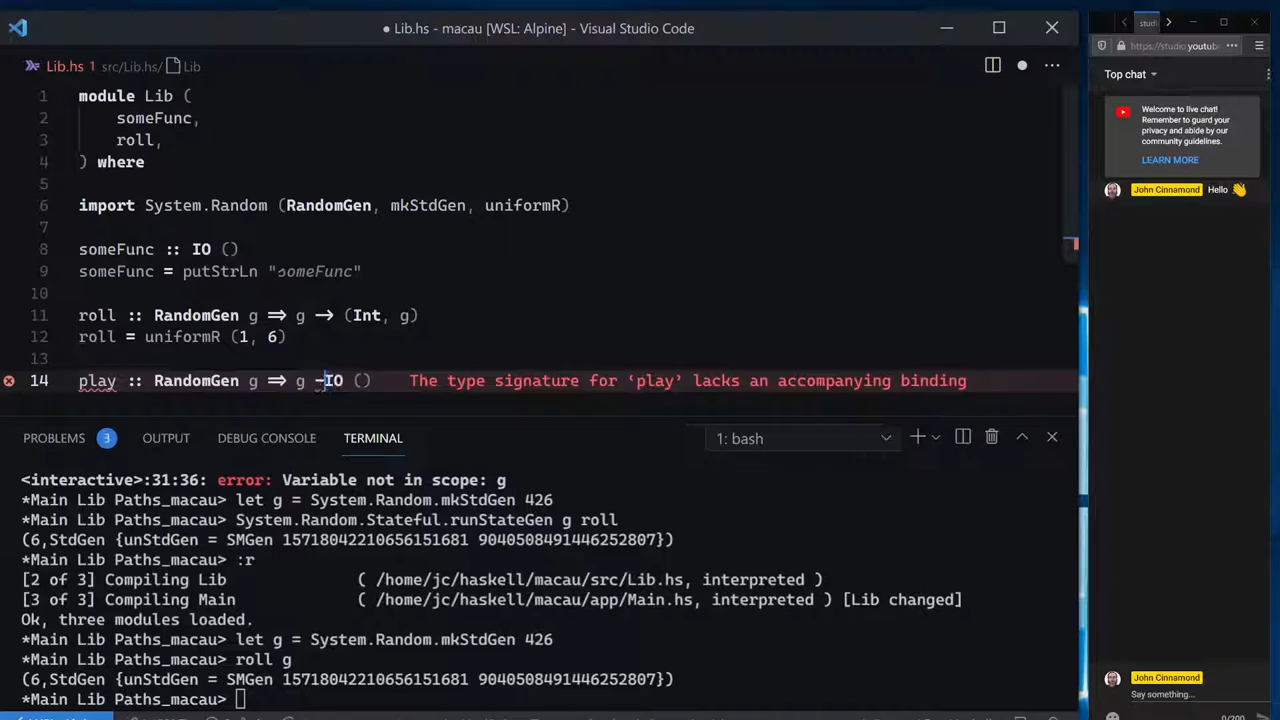 ● Lib.hs - macau [WSL: Alpine] - Visual Studio Code
Lib.hs 1 src/Lib.hs/ Lib
1 module Lib (
2 someFunc,
3 roll,
4 ) where
5
6 import System.Random (RandomGen, mkStdGen, uniformR)
7
8 someFunc :: IO ()
9 someFunc = putStrLn "someFunc"
10
11 roll :: RandomGen g ⇒ g → (Int, g)
12 roll = uniformR (1, 6)
13
14 play :: RandomGen g ⇒ g -IO () The type signature for ‘play’ lacks an accompanying binding
PROBLEMS 3 OUTPUT DEBUG CONSOLE TERMINAL 1: bash
<interactive>:31:36: error: Variable not in scope: g
*Main Lib Paths_macau> let g = System.Random.mkStdGen 426
*Main Lib Paths_macau> System.Random.Stateful.runStateGen g roll
(6,StdGen {unStdGen = SMGen 15718042210656151681 9040508491446252807})
*Main Lib Paths_macau> :r
[2 of 3] Compiling Lib ( /home/jc/haskell/macau/src/Lib.hs, interpreted )
[3 of 3] Compiling Main ( /home/jc/haskell/macau/app/Main.hs, interpreted ) [Lib changed]
Ok, three modules loaded.
*Main Lib Paths_macau> let g = System.Random.mkStdGen 426
*Main Lib Paths_macau> roll g
(6,StdGen {unStdGen = SMGen 15718042210656151681 9040508491446252807})
*Main Lib Paths_macau>
studi
https://studio.youtub
Top chat
Welcome to live chat!
Remember to guard your
privacy and abide by our
community guidelines.
LEARN MORE
John Cinnamond Hello 👋
John Cinnamond
Say something...
0/200